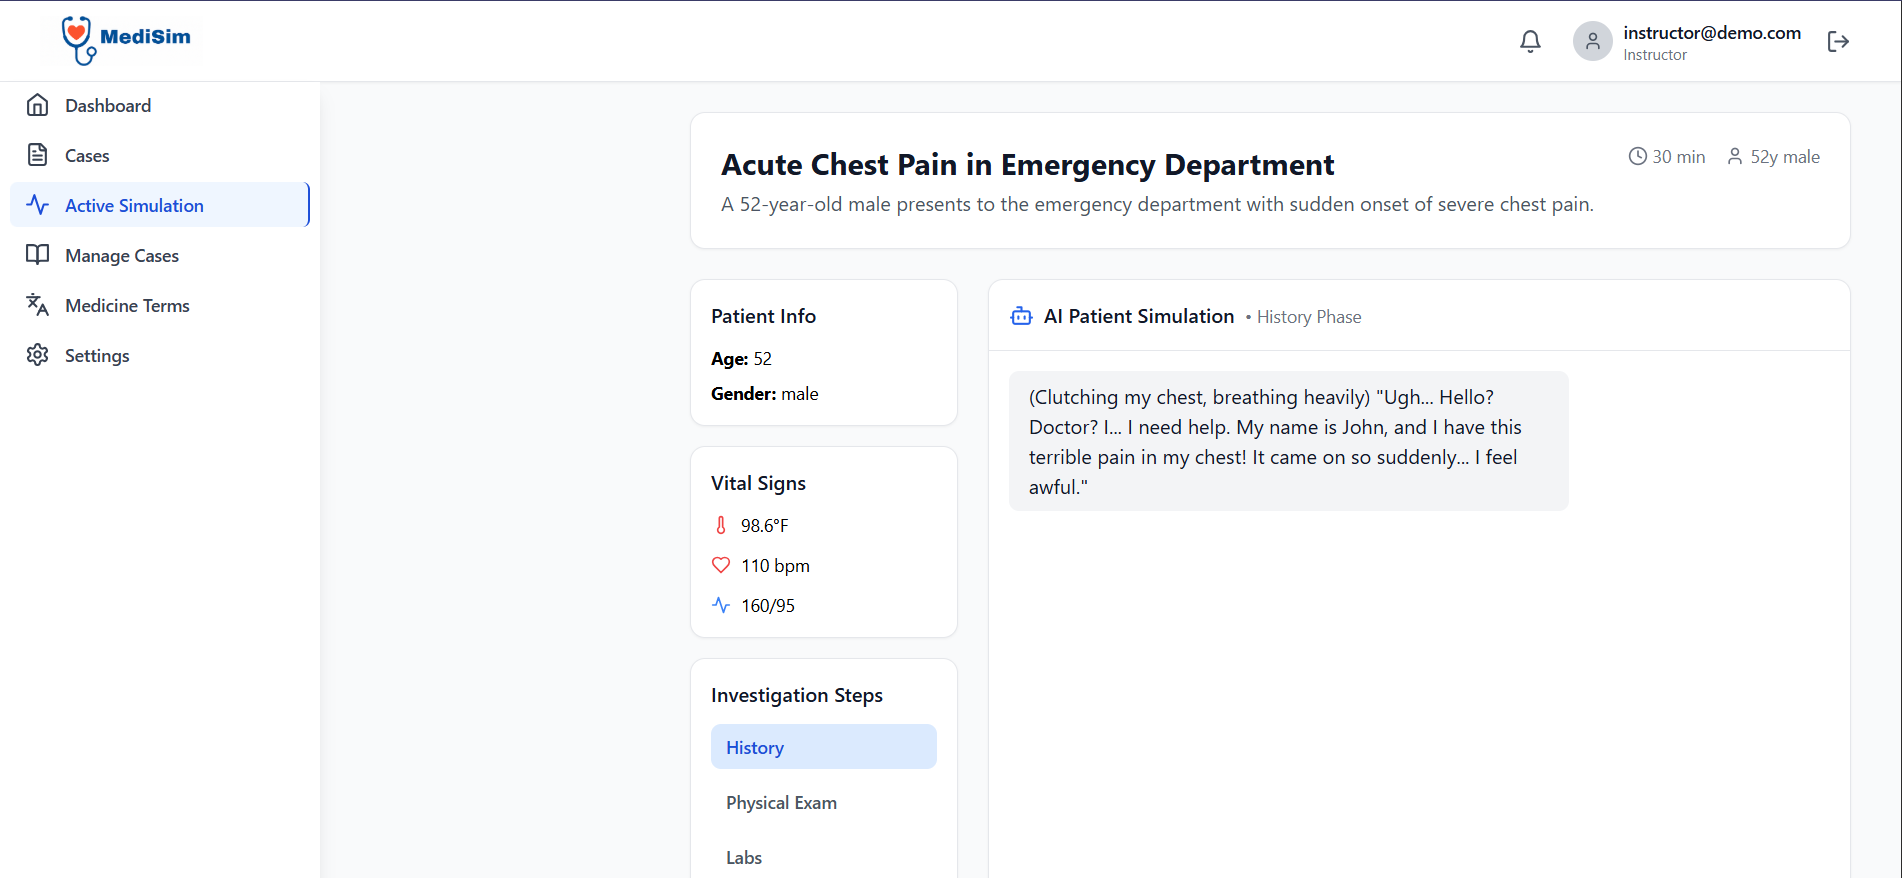 MediSim
instructor@demo.com
Instructor
Dashboard
Cases
Active Simulation
Manage Cases
Medicine Terms
Settings
Acute Chest Pain in Emergency Department
30 min
52y male
A 52-year-old male presents to the emergency department with sudden onset of severe chest pain.
Patient Info
Age: 52
Gender: male
Vital Signs
98.6°F
110 bpm
160/95
Investigation Steps
History
Physical Exam
Labs
AI Patient Simulation • History Phase
(Clutching my chest, breathing heavily) "Ugh... Hello?
Doctor? I... I need help. My name is John, and I have this
terrible pain in my chest! It came on so suddenly... I feel
awful."